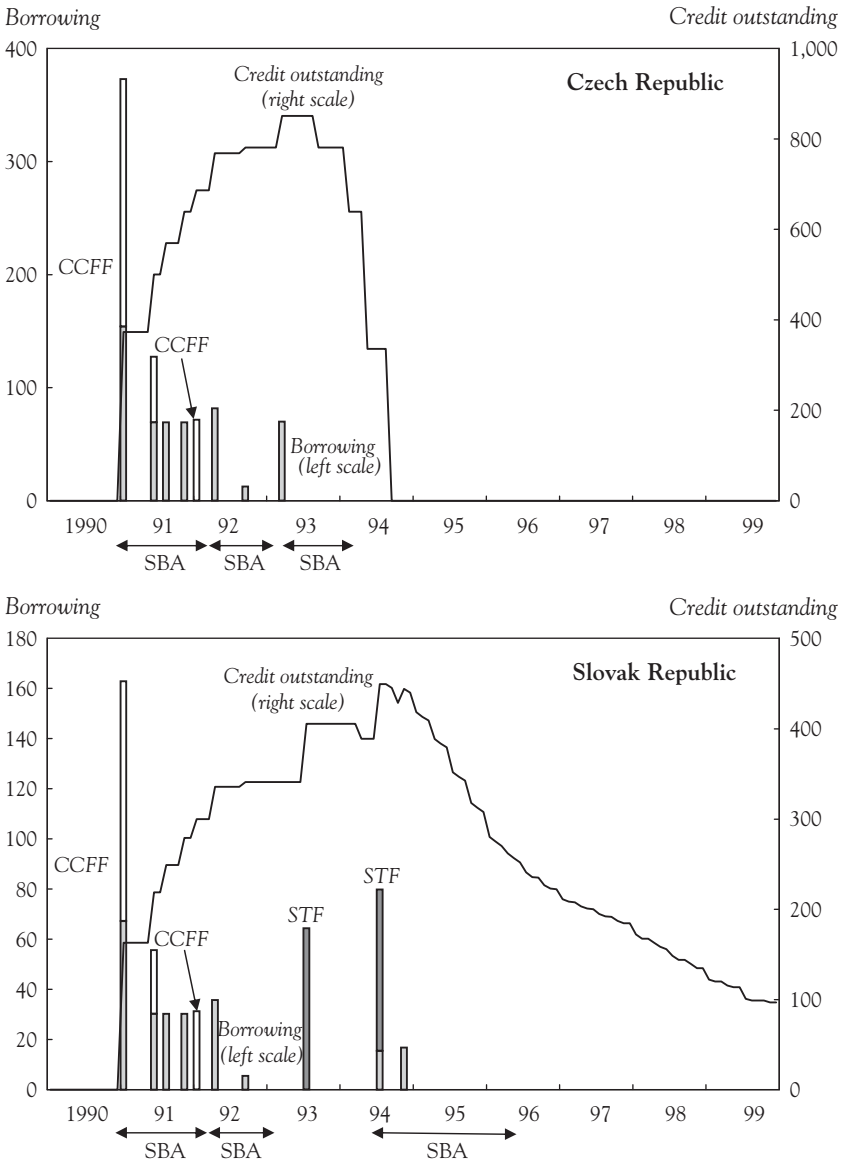 Borrowing Credit outstanding
400 1,000
Credit outstanding
(right scale)
Czech Republic
800
300
600
CCFF
200
400
CCFF
100
200
Borrowing
(left scale)
0 0
1990 91 92 93 94 95 96 97 98 99
SBA SBA SBA
Borrowing Credit outstanding
180 500
Credit outstanding
(right scale)
Slovak Republic
160
400
140
120
300
100
CCFF
STF
80
200
STF
60
CCFF
40
100
Borrowing
(left scale)
20
0 0
1990 91 92 93 94 95 96 97 98 99
SBA SBA SBA